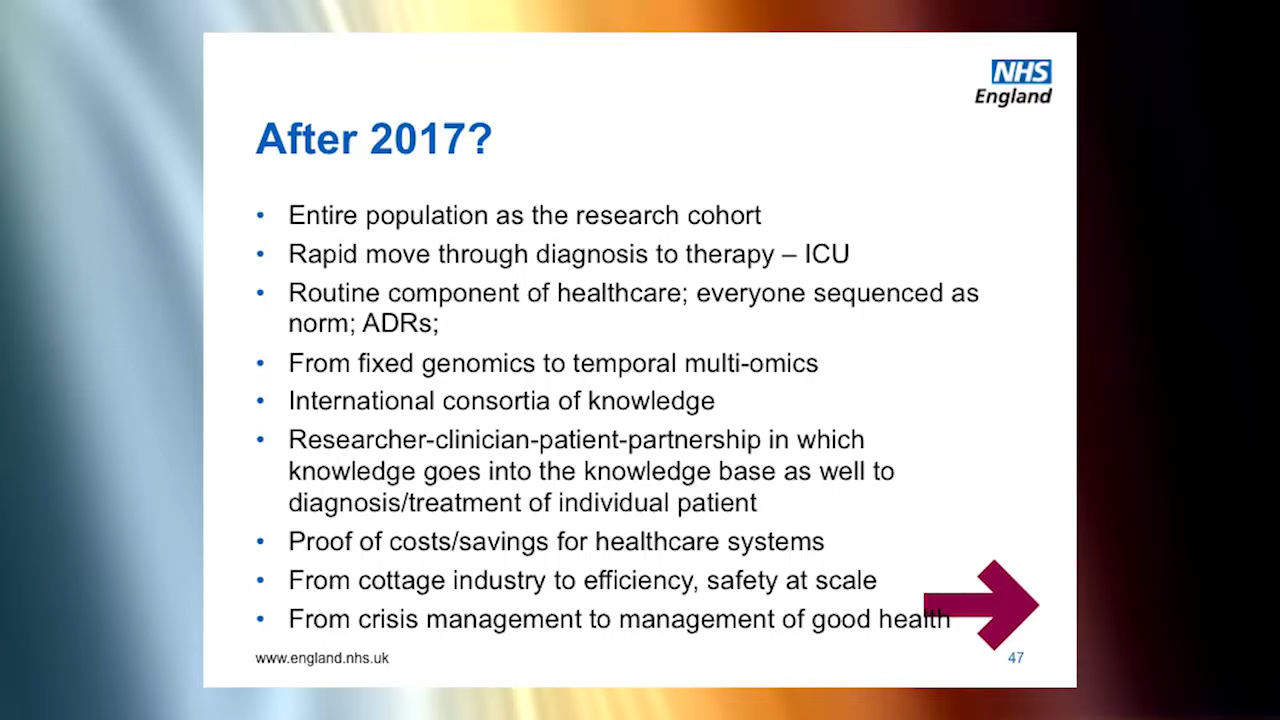 NHS
England
After 2017?
• Entire population as the research cohort
• Rapid move through diagnosis to therapy – ICU
• Routine component of healthcare; everyone sequenced as
norm; ADRs;
• From fixed genomics to temporal multi-omics
• International consortia of knowledge
• Researcher-clinician-patient-partnership in which
knowledge goes into the knowledge base as well to
diagnosis/treatment of individual patient
• Proof of costs/savings for healthcare systems
• From cottage industry to efficiency, safety at scale
• From crisis management to management of good health
www.england.nhs.uk
47